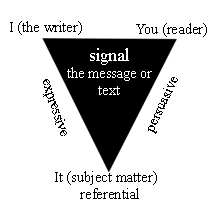 I (the writer)
You (reader)
signal
the message or
text
expressive
persuasive
It (subject matter)
referential